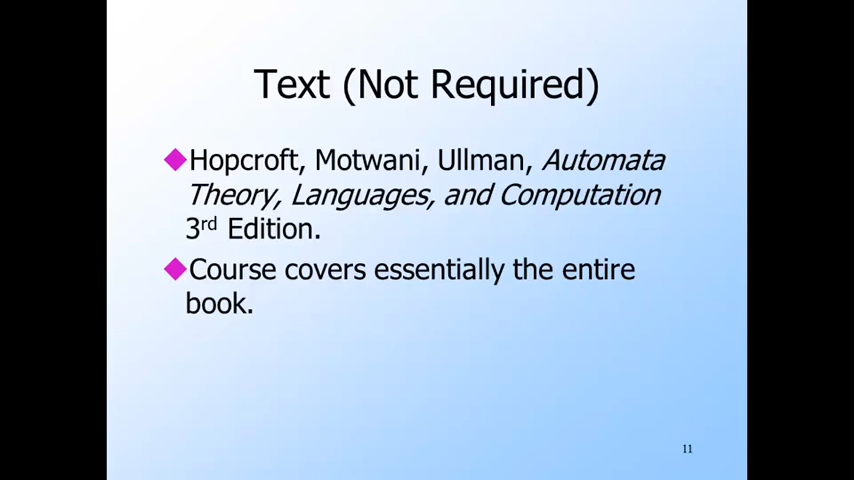 Text (Not Required)
Hopcroft, Motwani, Ullman, Automata
Theory, Languages, and Computation
3rd Edition.
Course covers essentially the entire
book.
11